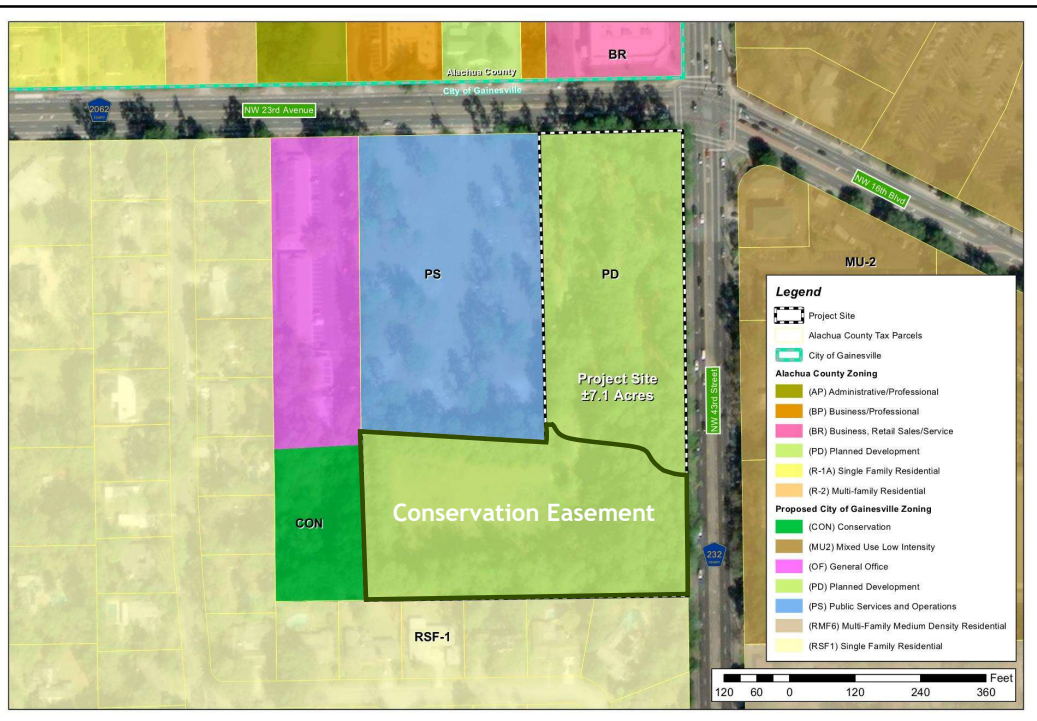 BR
Alachua County
City of Gainesville
2062
NW 23rd Avenue
NW 16th Blvd
PS
PD
MU-2
Project Site
±7.1 Acres
NW 43rd Street
Conservation Easement
CON
232
RSF-1
Legend
Project Site
Alachua County Tax Parcels
City of Gainesville
Alachua County Zoning
(AP) Administrative/Professional
(BP) Business/Professional
(BR) Business, Retail Sales/Service
(PD) Planned Development
(R-1A) Single Family Residential
(R-2) Multi-family Residential
Proposed City of Gainesville Zoning
(CON) Conservation
(MU2) Mixed Use Low Intensity
(OF) General Office
(PD) Planned Development
(PS) Public Services and Operations
(RMF6) Multi-Family Medium Density Residential
(RSF1) Single Family Residential
Feet
120 60 0 120 240 360